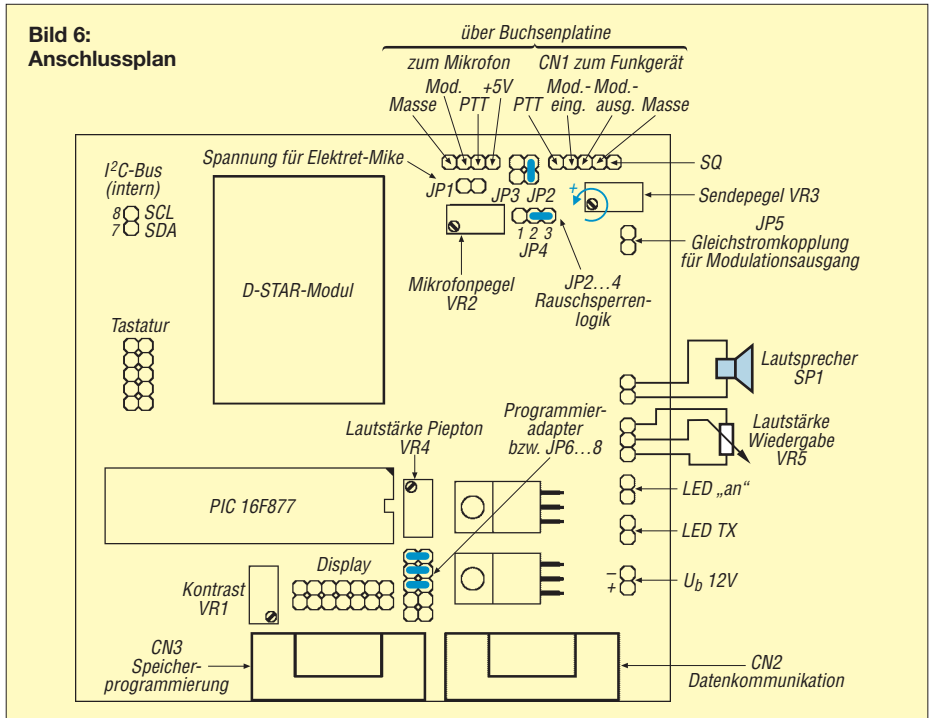 Bild 6:
Anschlussplan
über Buchsenplatine
zum Mikrofon
CN1 zum Funkgerät
Masse
Mod.
PTT
+5V
PTT
Mod.-
eing.
Mod.-
ausg.
Masse
SQ
Spannung für Elektret-Mike
JP1
JP3
JP2
+
Sendepegel VR3
I²C-Bus
(intern)
8
SCL
7
SDA
1 2 3
JP4
JP5
Gleichstromkopplung
für Modulationsausgang
D-STAR-Modul
Mikrofonpegel
VR2
JP2...4
Rauschsperren-
logik
Tastatur
Lautsprecher
SP1
Programmier-
adapter
bzw. JP6...8
Lautstärke Piepton
VR4
Lautstärke
Wiedergabe
VR5
PIC 16F877
LED „an“
LED TX
Display
Kontrast
VR1
–
+
Ub 12V
CN3
Speicher-
programmierung
CN2
Datenkommunikation